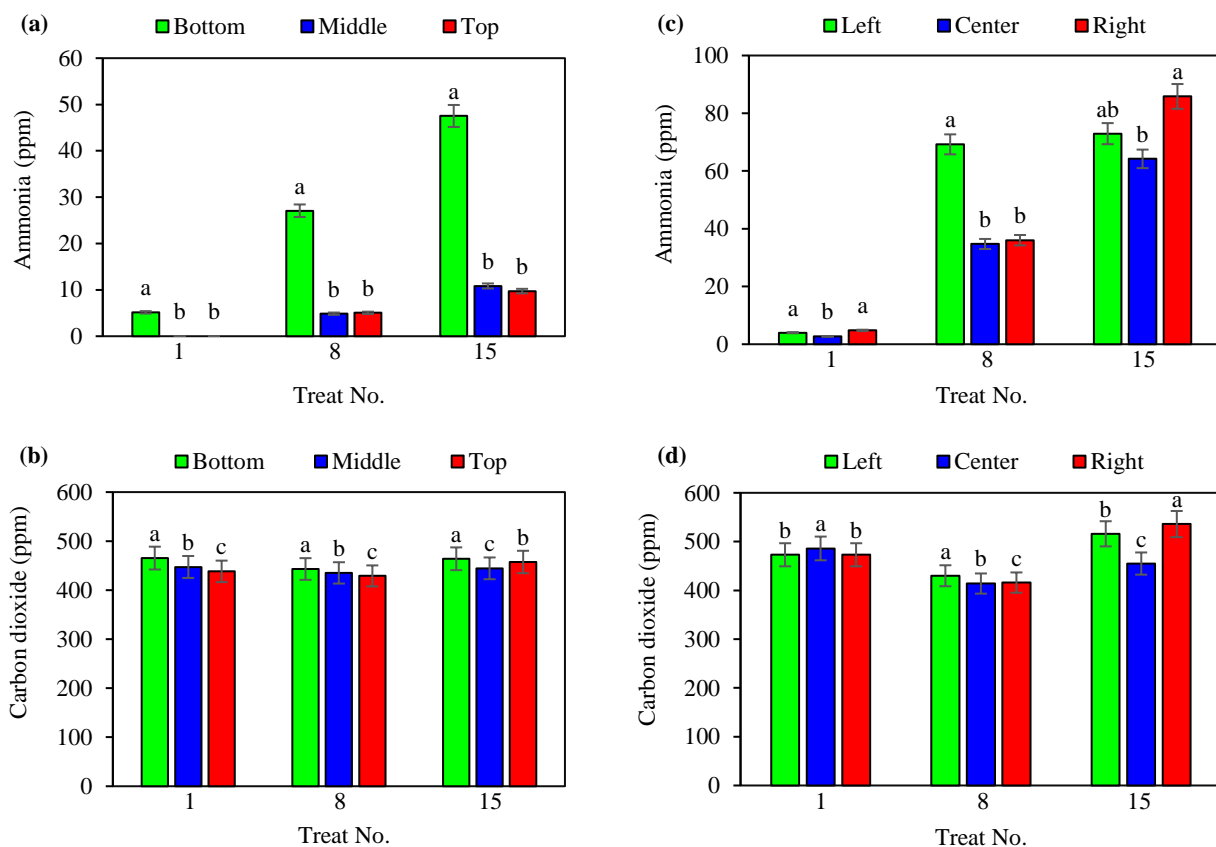 (a)
Bottom Middle Top
60
50
40
30
20
10
0
Ammonia (ppm)
a b b
a b b
a b b
1 8 15
Treat No.
(c)
Left Center Right
100
80
60
40
20
0
Ammonia (ppm)
a b a
a b b
ab b a
1 8 15
Treat No.
(b)
Bottom Middle Top
600
500
400
300
200
100
0
Carbon dioxide (ppm)
a b c
a b c
a c b
1 8 15
Treat No.
(d)
Left Center Right
600
500
400
300
200
100
0
Carbon dioxide (ppm)
b a b
a b c
b c a
1 8 15
Treat No.